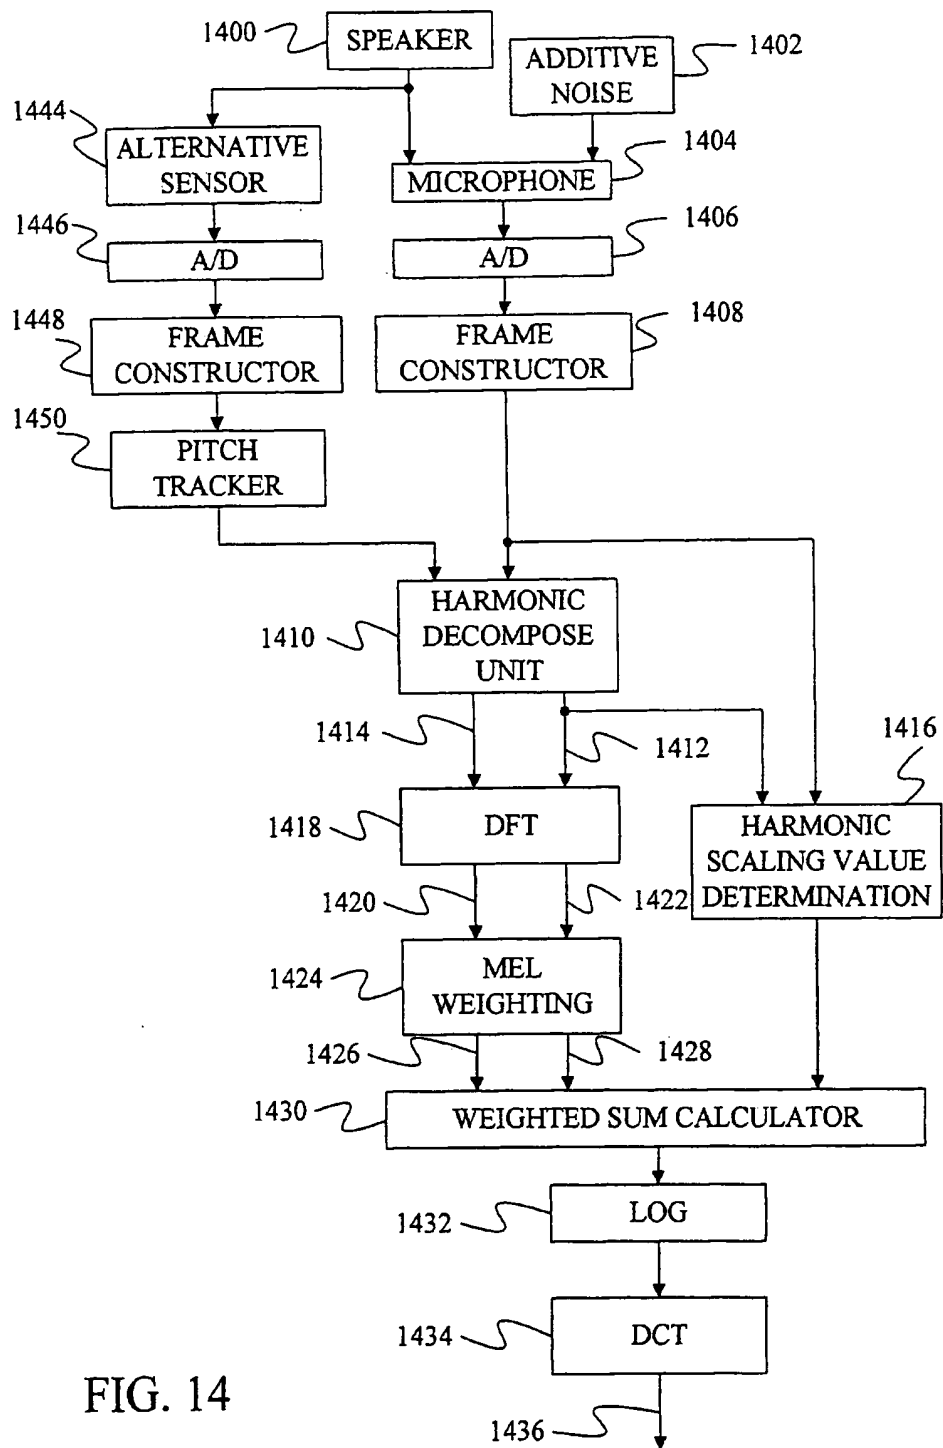 1400
SPEAKER
ADDITIVE
NOISE
1402
1444
ALTERNATIVE
SENSOR
1404
MICROPHONE
1446
A/D
1406
A/D
1448
FRAME
CONSTRUCTOR
1408
FRAME
CONSTRUCTOR
1450
PITCH
TRACKER
1410
HARMONIC
DECOMPOSE
UNIT
1414
1412
1416
1418
DFT
HARMONIC
SCALING VALUE
DETERMINATION
1420
1422
1424
MEL
WEIGHTING
1426
1428
1430
WEIGHTED SUM CALCULATOR
1432
LOG
1434
DCT
FIG. 14
1436